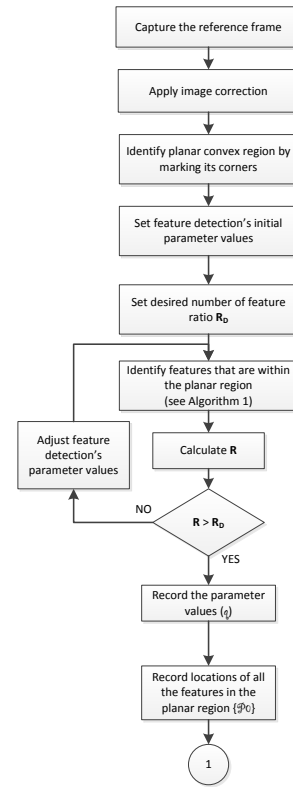 Capture the reference frame
Apply image correction
Identify planar convex region by
marking its corners
Set feature detection's initial
parameter values
Set desired number of feature
ratio R_D
Identify features that are within
the planar region
(see Algorithm 1)
Adjust feature
detection's
parameter values
Calculate R
NO
R > R_D
YES
Record the parameter
values (𝓆)
Record locations of all
the features in the
planar region {𝒫0}
1